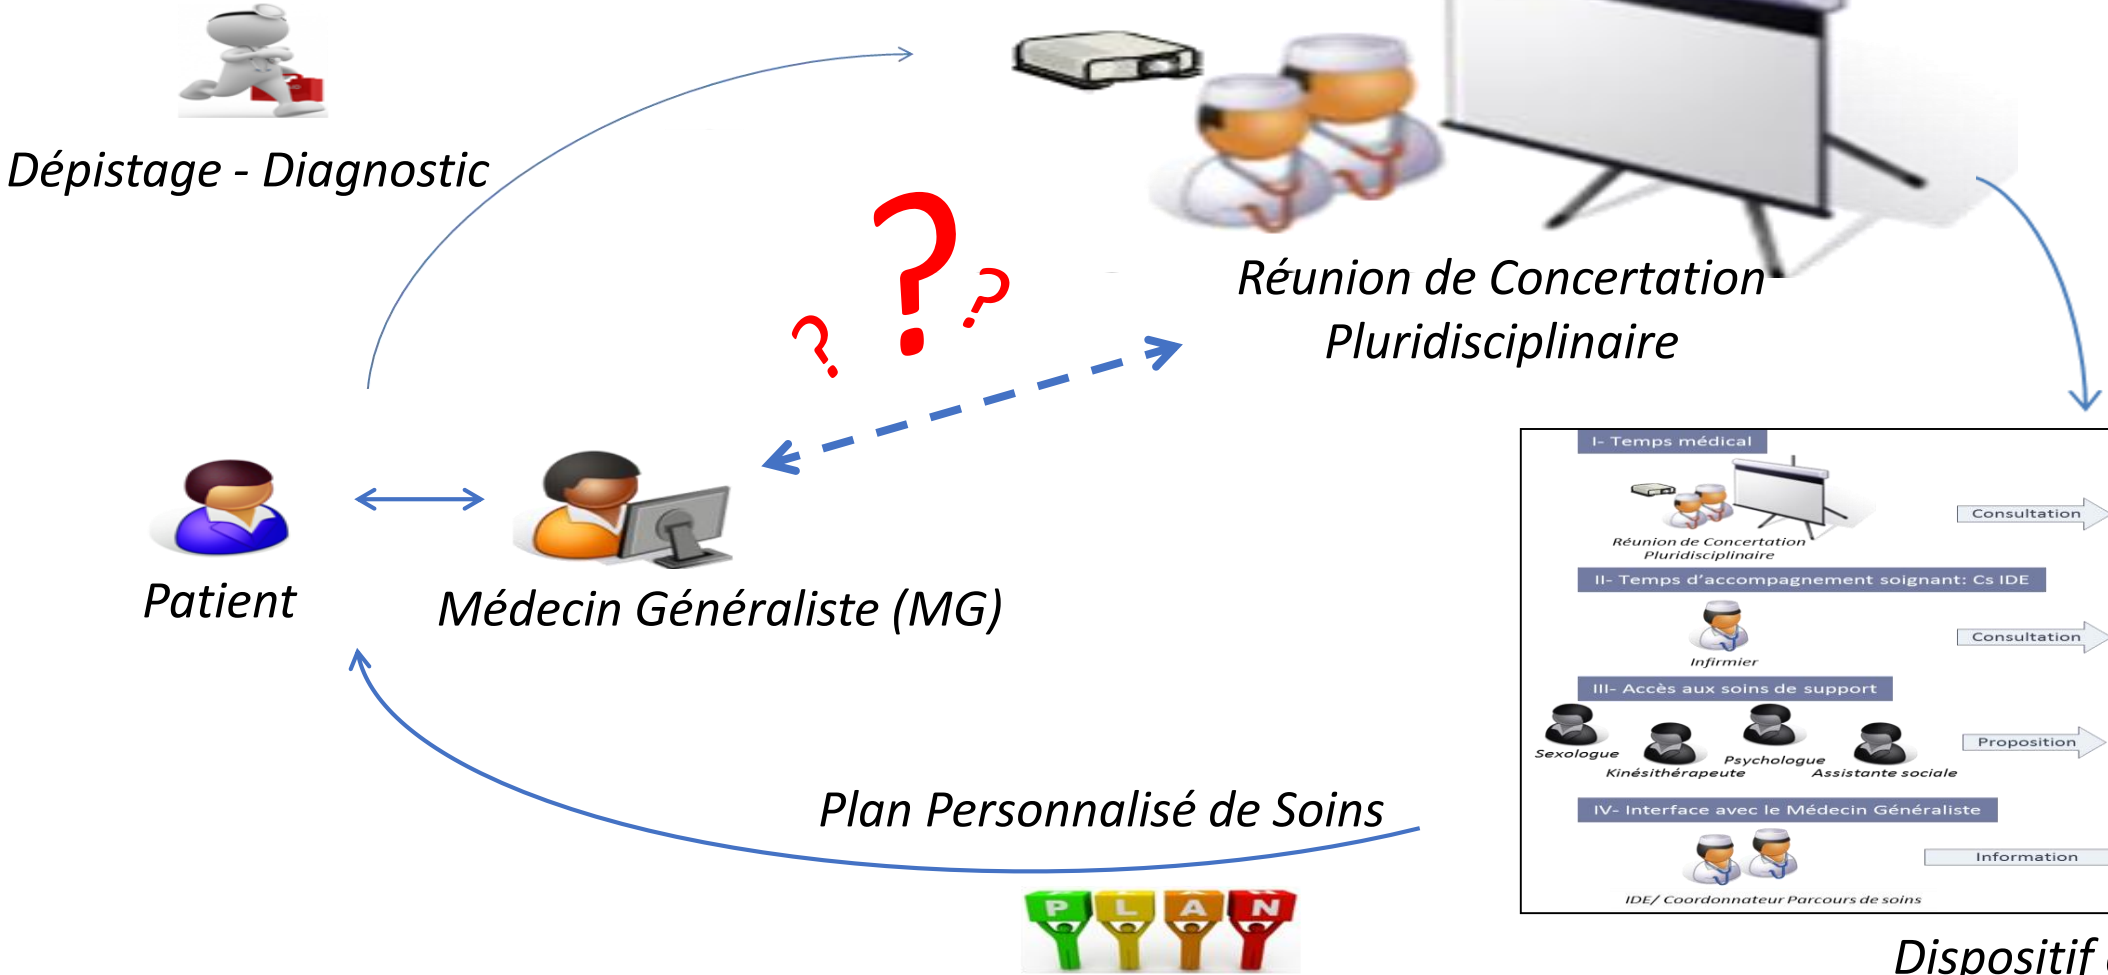 Dépistage - Diagnostic
?
?
?
Réunion de Concertation
Pluridisciplinaire
Patient
Médecin Généraliste (MG)
I- Temps médical
Consultation
Réunion de Concertation
Pluridisciplinaire
II- Temps d’accompagnement soignant: Cs IDE
Consultation
Infirmier
III- Accès aux soins de support
Proposition
Sexologue
Kinésithérapeute
Psychologue
Assistante sociale
IV- Interface avec le Médecin Généraliste
Information
IDE/ Coordonnateur Parcours de soins
Plan Personnalisé de Soins
PLAN
Dispositif